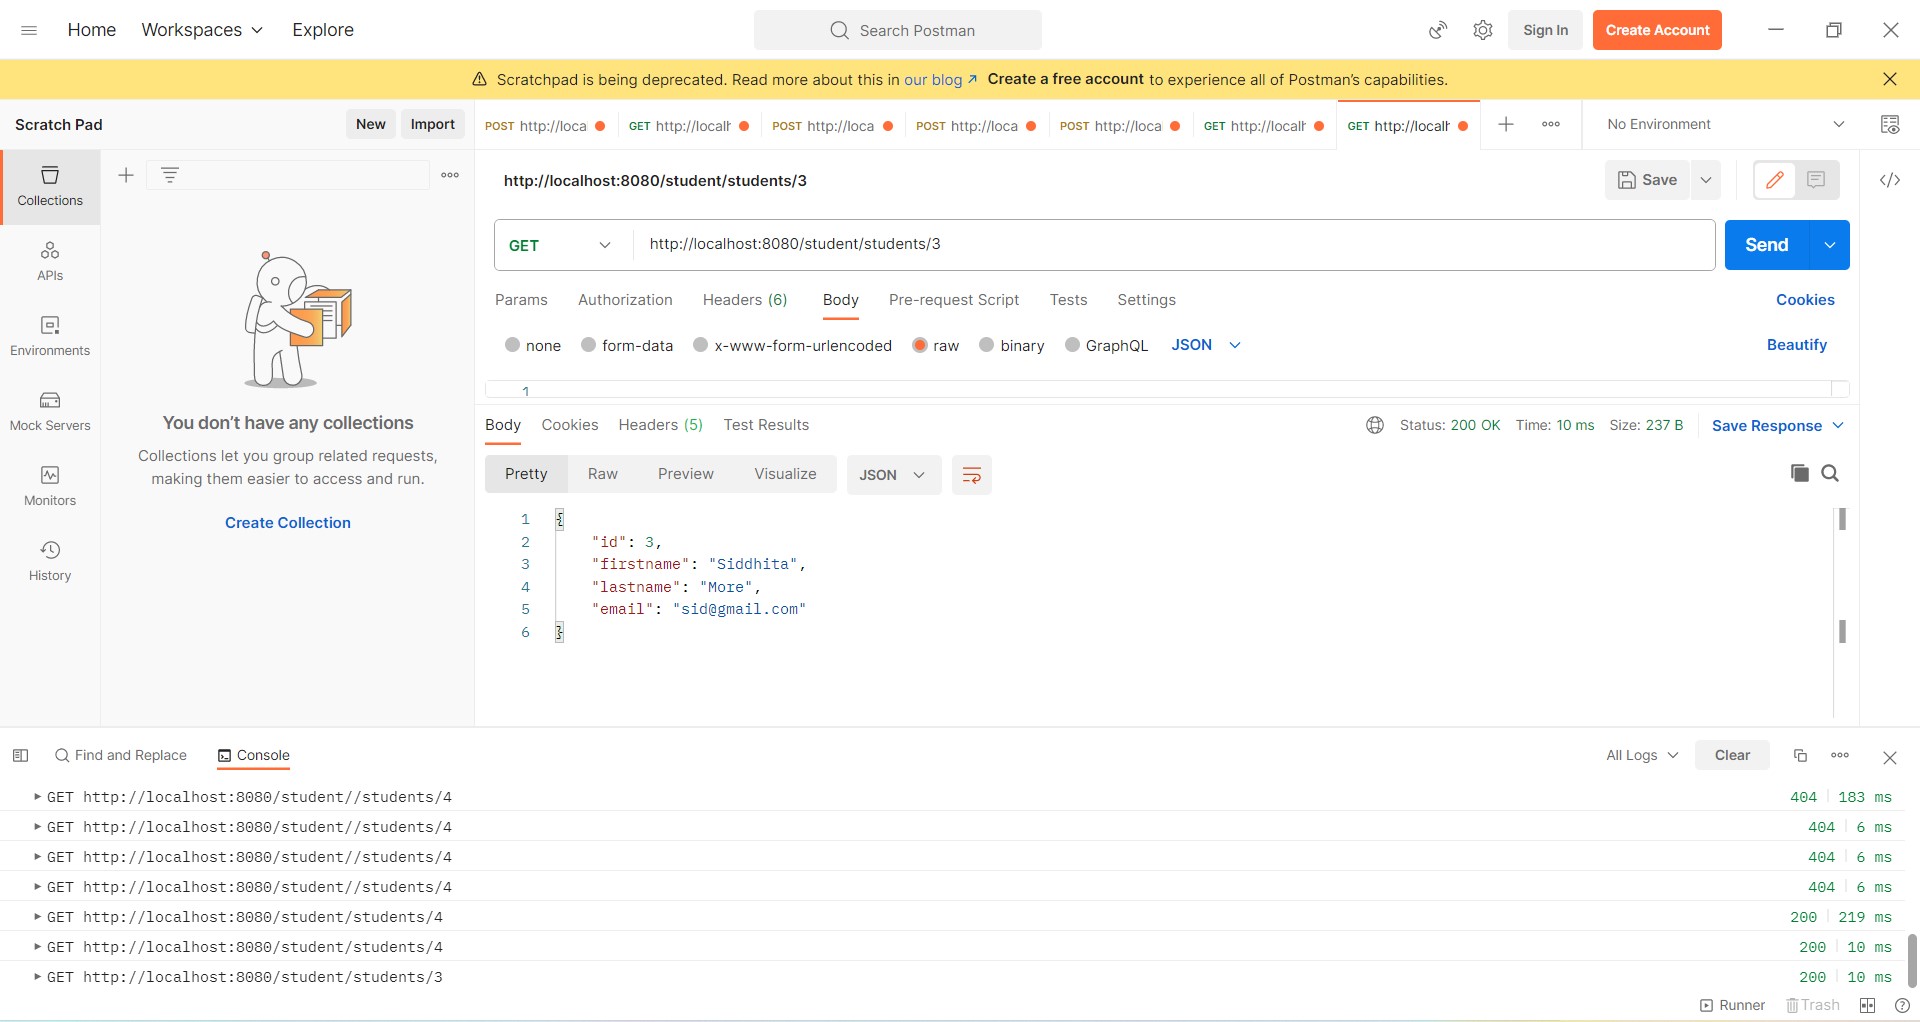 Home Workspaces Explore Search Postman Sign In Create Account
Scratchpad is being deprecated. Read more about this in our blog ↗ Create a free account to experience all of Postman's capabilities.
Scratch Pad New Import
POST http://loca GET http://localh POST http://loca POST http://loca POST http://loca GET http://localh GET http://localh No Environment
Collections
APIs
Environments
Mock Servers
Monitors
History
You don't have any collections
Collections let you group related requests,
making them easier to access and run.
Create Collection
http://localhost:8080/student/students/3 Save
GET http://localhost:8080/student/students/3 Send
Params Authorization Headers (6) Body Pre-request Script Tests Settings Cookies
none form-data x-www-form-urlencoded raw binary GraphQL JSON Beautify
1
Body Cookies Headers (5) Test Results Status: 200 OK Time: 10 ms Size: 237 B Save Response
Pretty Raw Preview Visualize JSON
1 {
2 "id": 3,
3 "firstname": "Siddhita",
4 "lastname": "More",
5 "email": "sid@gmail.com"
6 }
Find and Replace Console All Logs Clear
GET http://localhost:8080/student//students/4 404 183 ms
GET http://localhost:8080/student//students/4 404 6 ms
GET http://localhost:8080/student//students/4 404 6 ms
GET http://localhost:8080/student//students/4 404 6 ms
GET http://localhost:8080/student/students/4 200 219 ms
GET http://localhost:8080/student/students/4 200 10 ms
GET http://localhost:8080/student/students/3 200 10 ms
Runner Trash